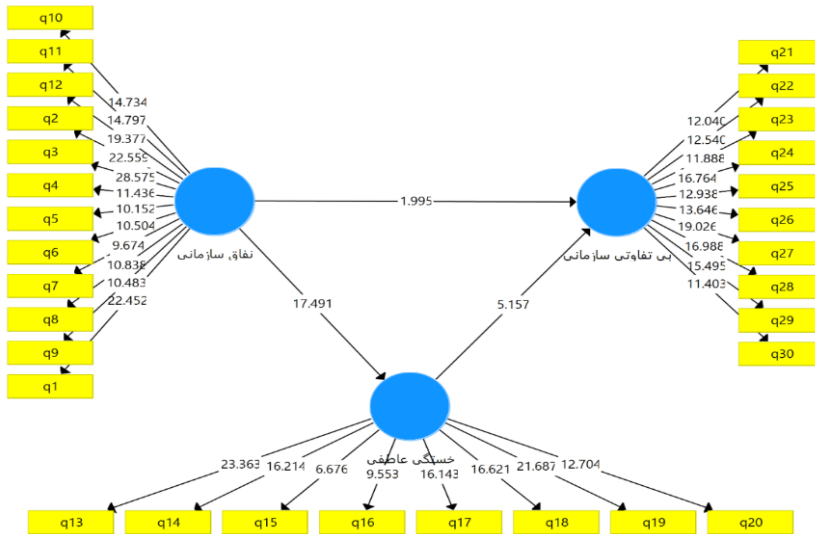 q10
q11
q12
q2
q3
q4
q5
q6
q7
q8
q9
q1
14.734
14.797
19.377
22.555
28.575
11.436
10.152
10.504
9.674
10.838
10.483
22.452
نفاق سازمانی
1.995
17.491
5.157
بی تفاوتی سازمانی
12.040
12.540
11.888
16.764
12.938
13.646
19.026
16.988
15.495
11.403
q21
q22
q23
q24
q25
q26
q27
q28
q29
q30
خستگی عاطفی
23.363
16.214
6.676
9.553
16.143
16.621
21.687
12.704
q13
q14
q15
q16
q17
q18
q19
q20